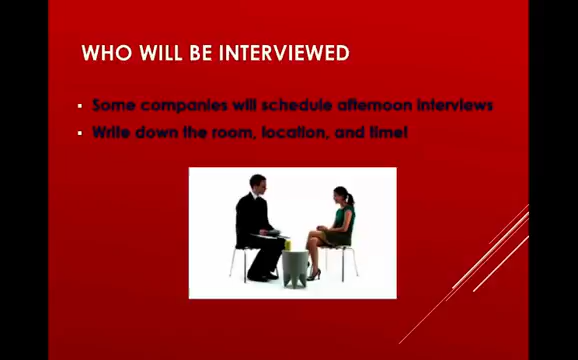 WHO WILL BE INTERVIEWED
Some companies will schedule afternoon interviews
Write down the room, location, and time!